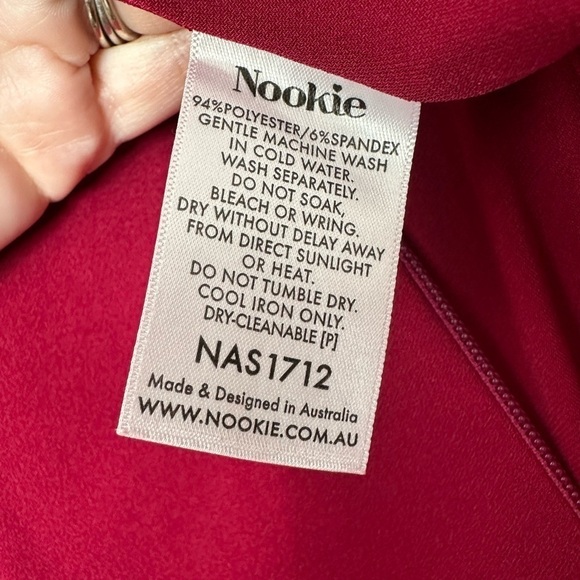 Nookie
94%POLYESTER/6%SPANDEX
GENTLE MACHINE WASH
IN COLD WATER.
WASH SEPARATELY.
DO NOT SOAK,
BLEACH OR WRING.
DRY WITHOUT DELAY AWAY
FROM DIRECT SUNLIGHT
OR HEAT.
DO NOT TUMBLE DRY.
COOL IRON ONLY.
DRY-CLEANABLE [P]
NAS1712
Made & Designed in Australia
WWW.NOOKIE.COM.AU